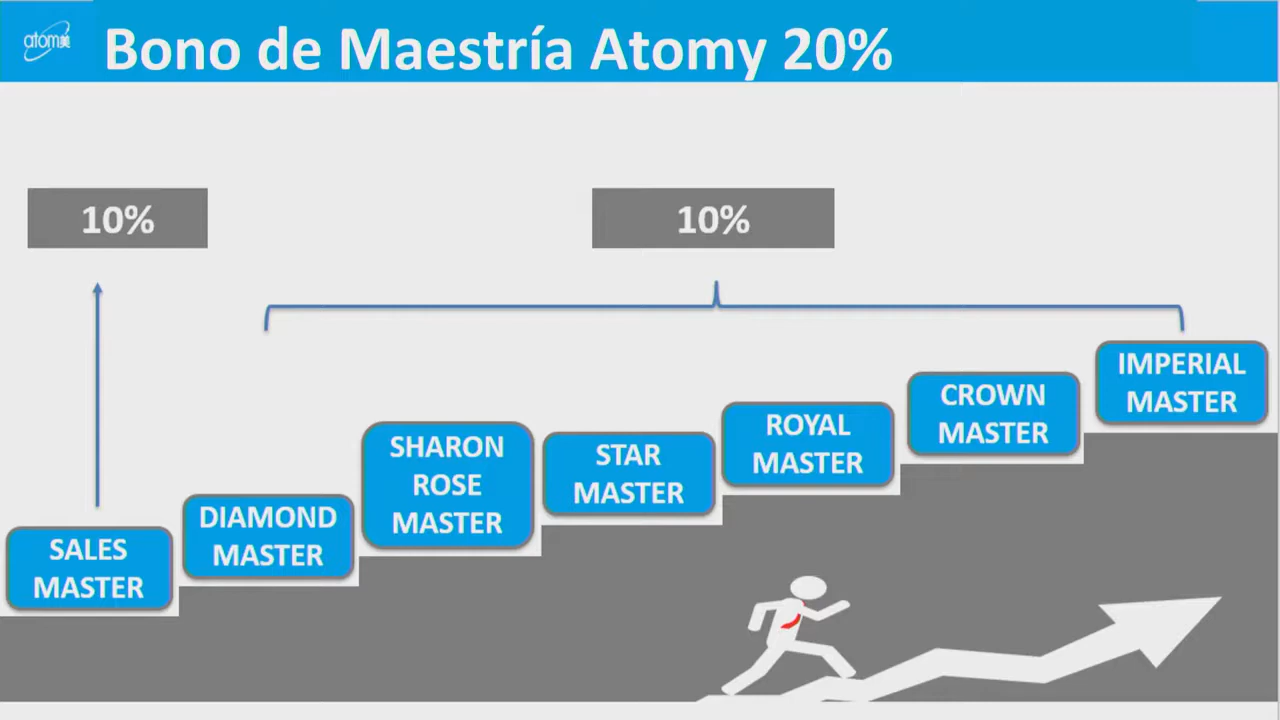 atomy
Bono de Maestría Atomy 20%
10%
10%
SALES
MASTER
DIAMOND
MASTER
SHARON
ROSE
MASTER
STAR
MASTER
ROYAL
MASTER
CROWN
MASTER
IMPERIAL
MASTER